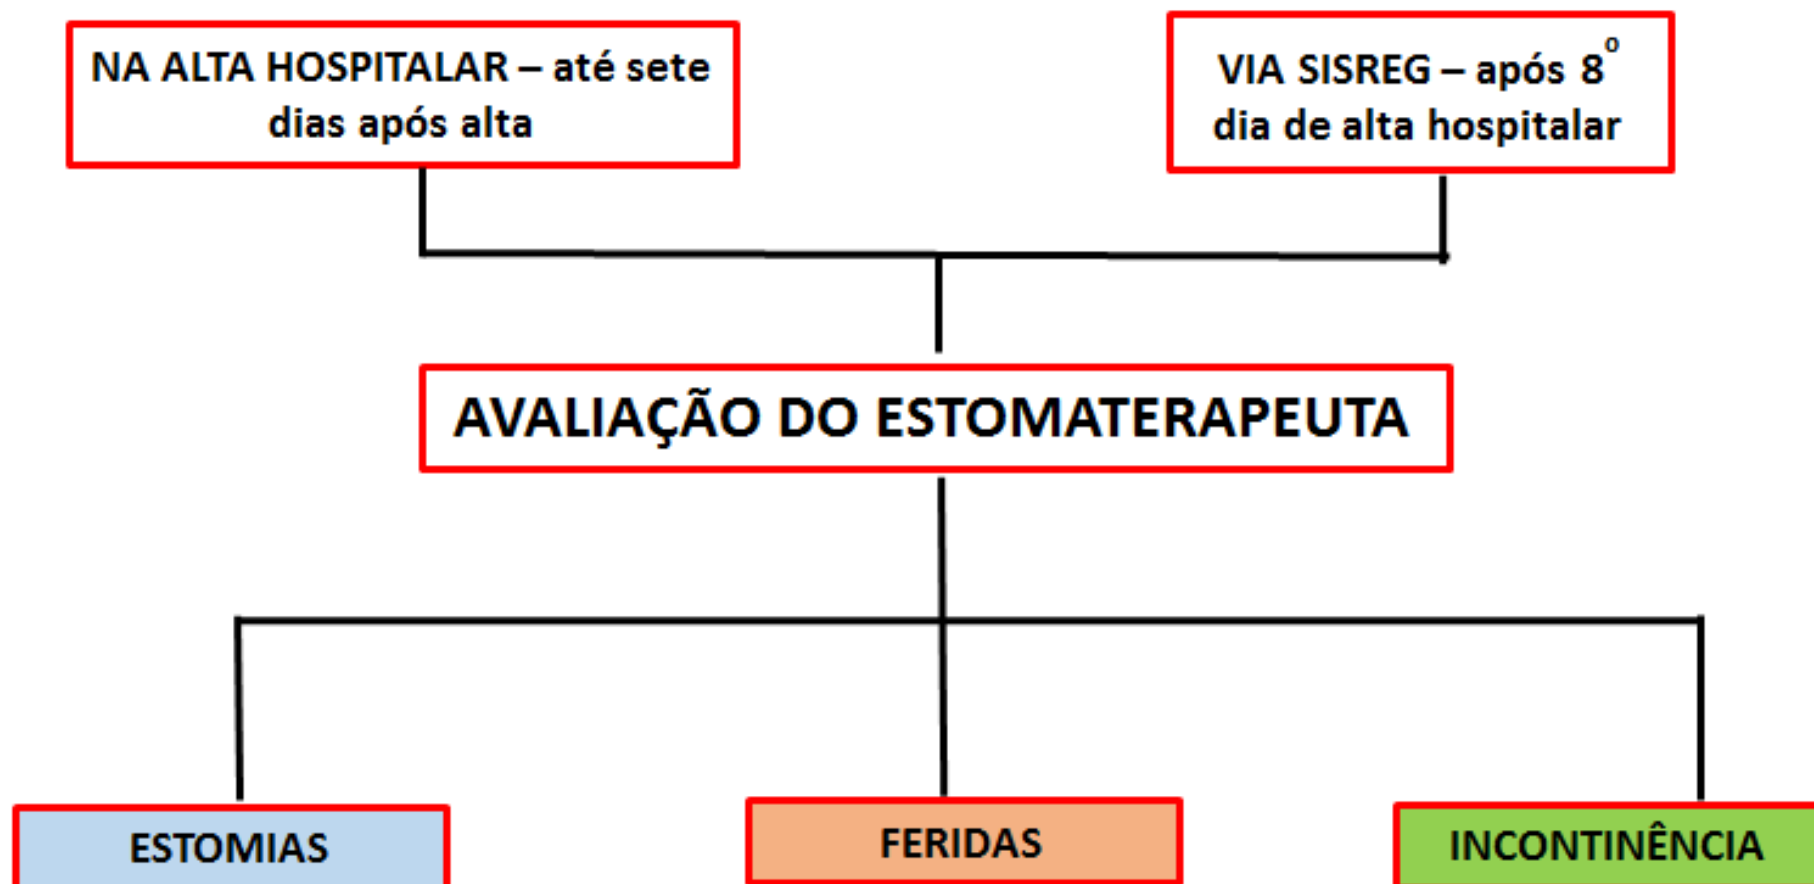 NA ALTA HOSPITALAR – até sete
dias após alta
VIA SISREG – após 8º
dia de alta hospitalar
AVALIAÇÃO DO ESTOMATERAPEUTA
ESTOMIAS
FERIDAS
INCONTINÊNCIA